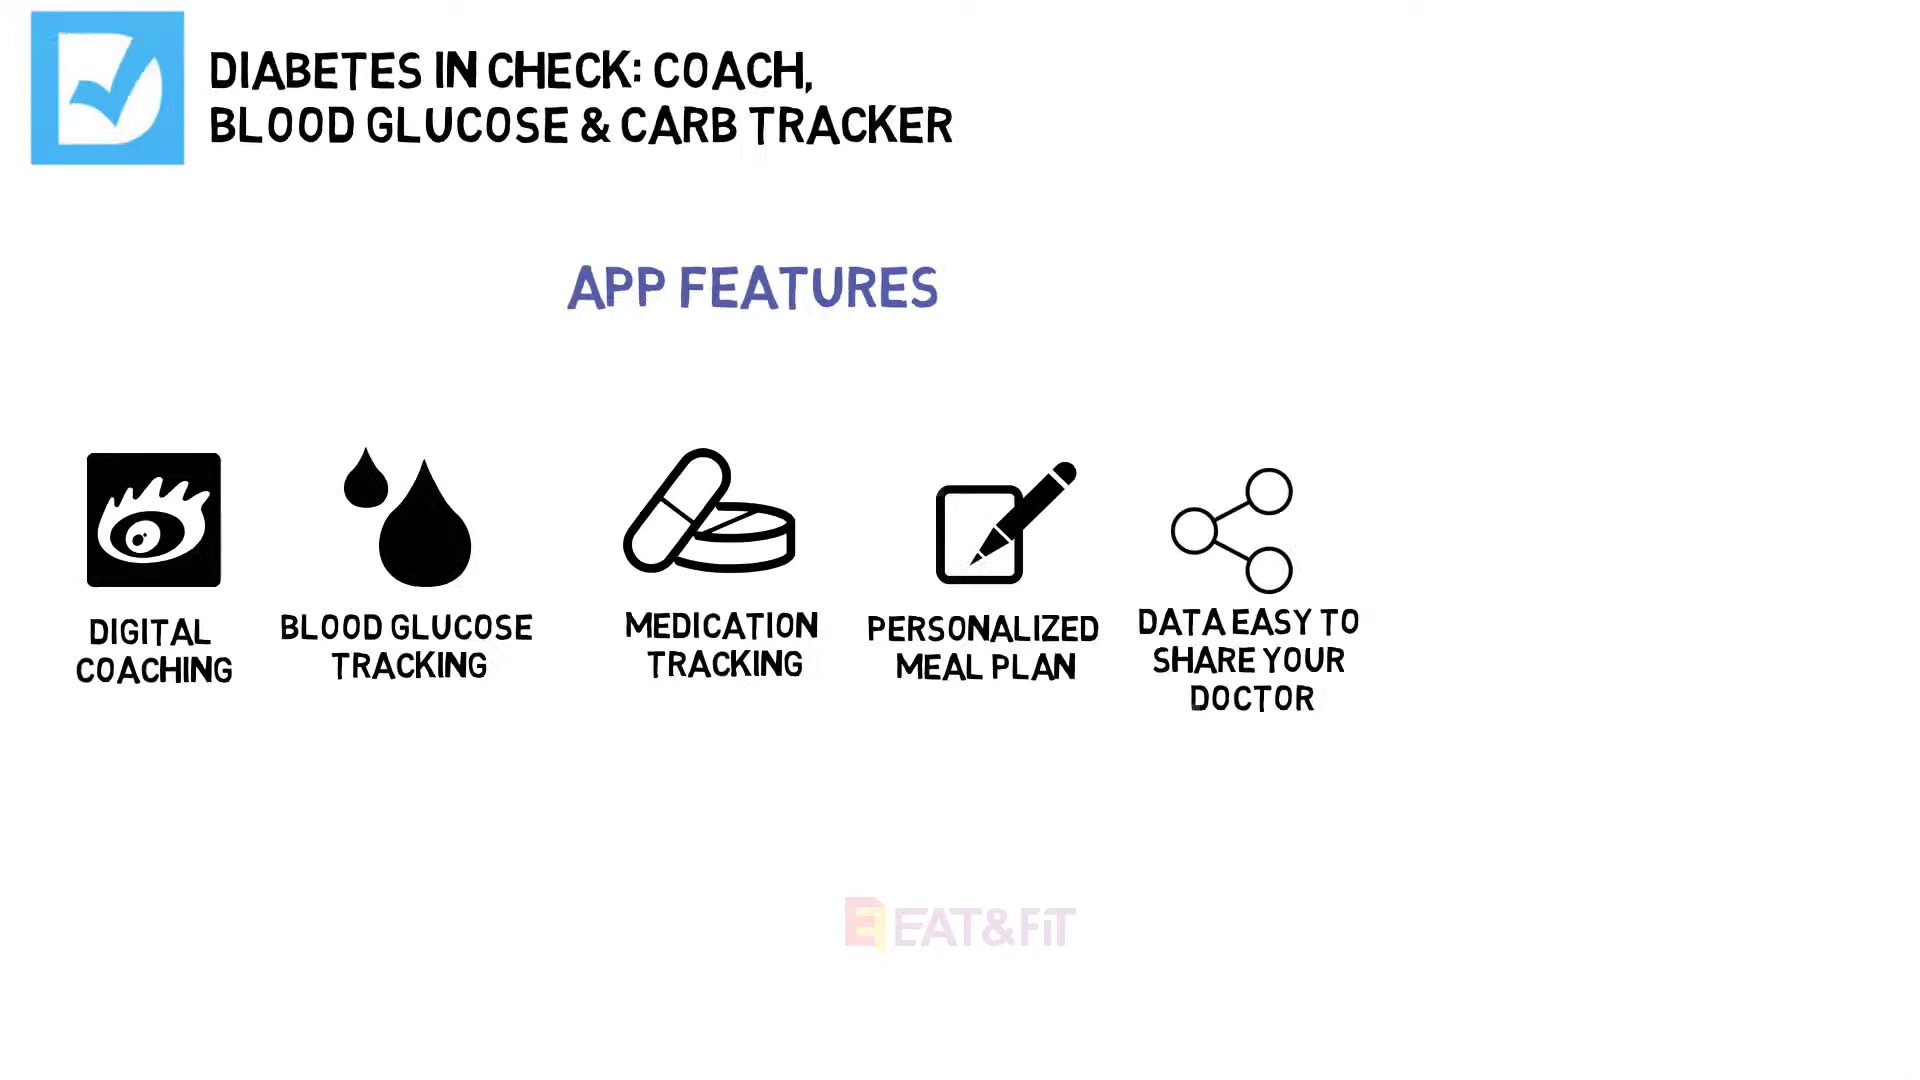 DIABETES IN CHECK: COACH,
BLOOD GLUCOSE & CARB TRACKER
APP FEATURES
DIGITAL
COACHING
BLOOD GLUCOSE
TRACKING
MEDICATION
TRACKING
PERSONALIZED
MEAL PLAN
DATA EASY TO
SHARE YOUR
DOCTOR
EAT&FiT